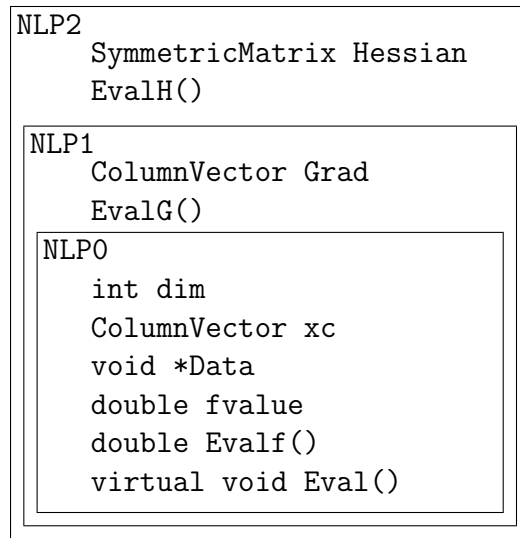 NLP2
SymmetricMatrix Hessian
EvalH()
NLP1
ColumnVector Grad
EvalG()
NLP0
int dim
ColumnVector xc
void *Data
double fvalue
double Evalf()
virtual void Eval()